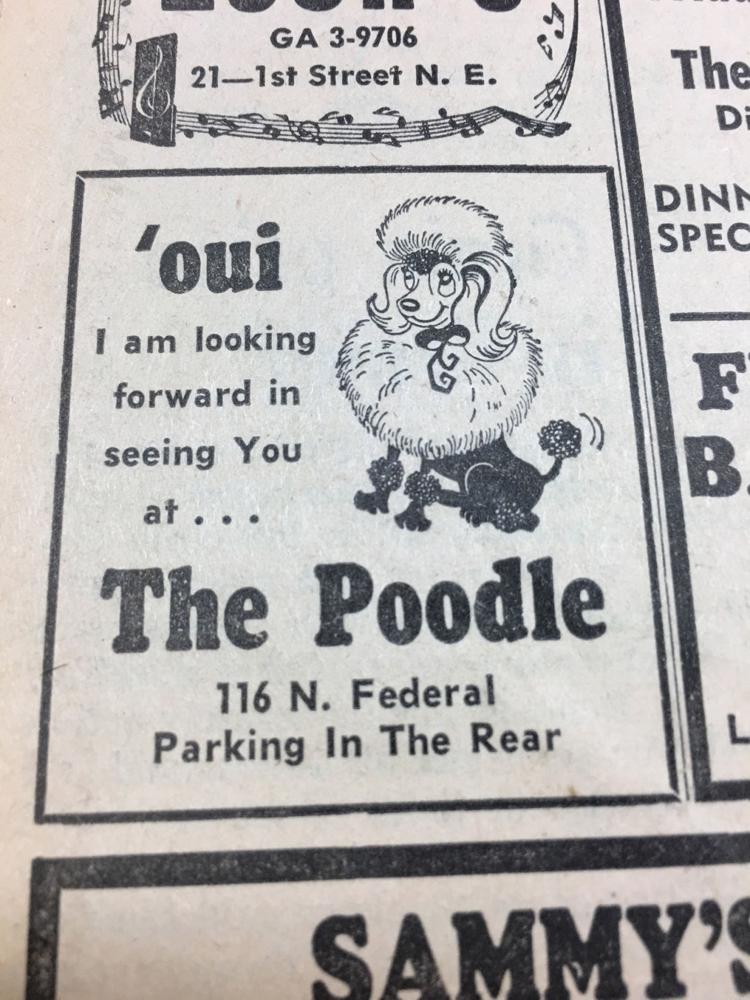 GA 3-9706
21—1st Street N. E.
'oui
I am looking
forward in
seeing You
at . . .
The Poodle
116 N. Federal
Parking In The Rear
The
DINN
SPEC
F
B.
L
SAMMY'S